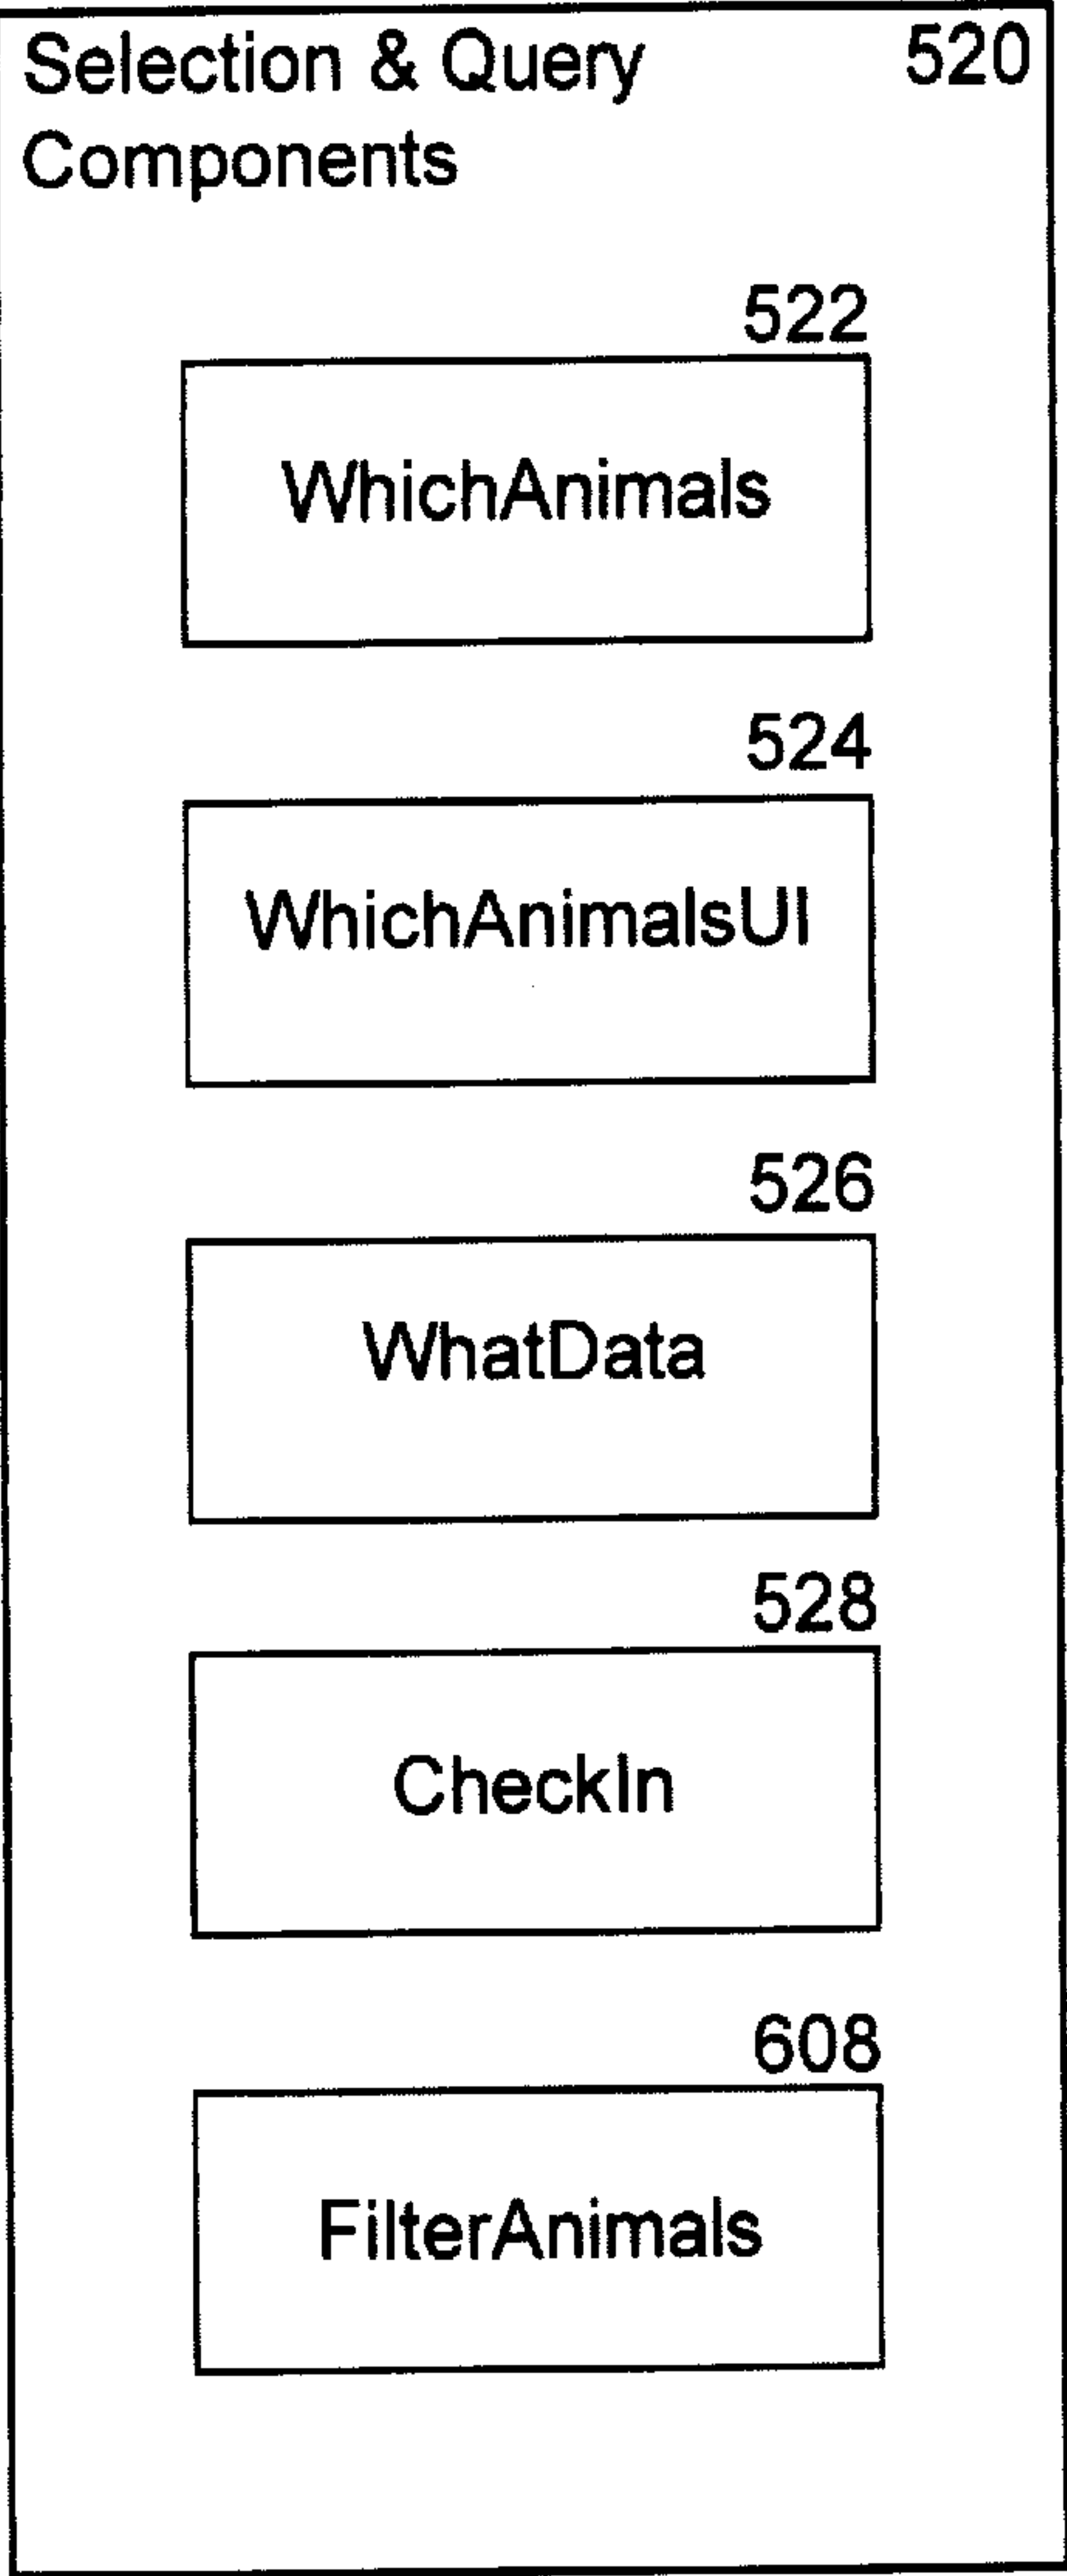 Selection & Query 520
Components
522
WhichAnimals
524
WhichAnimalsUI
526
WhatData
528
CheckIn
608
FilterAnimals